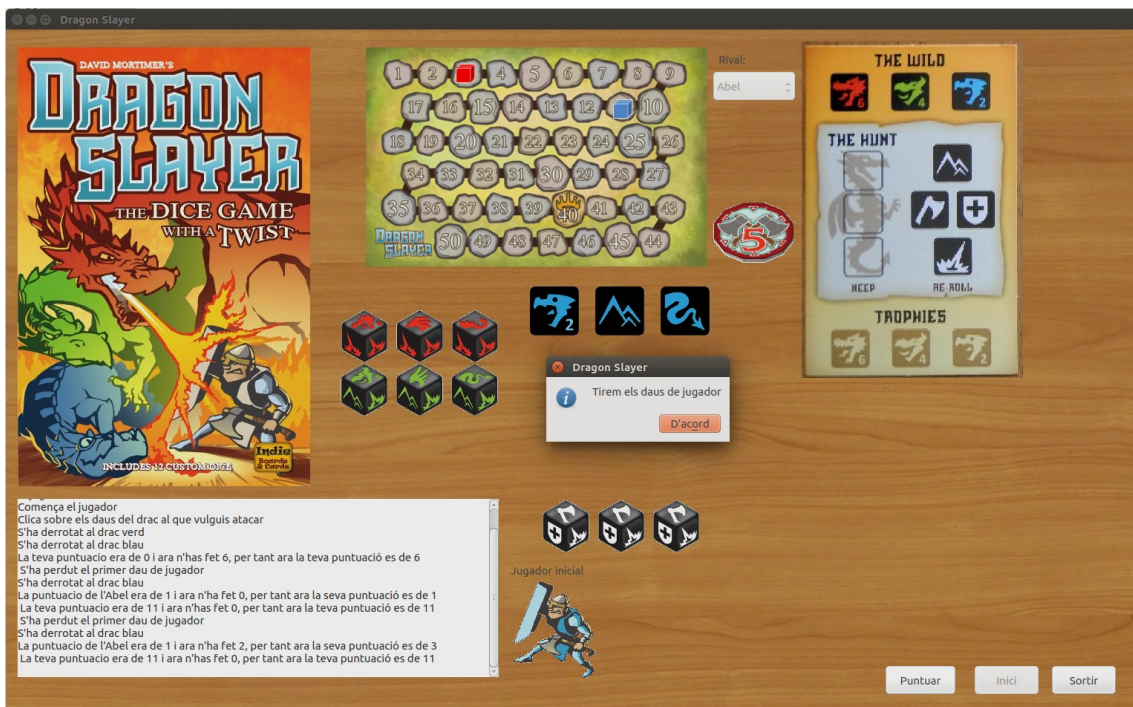 Dragon Slayer
DAVID MORTIMER'S
DRAGON
SLAYER
THE DICE GAME
WITH A TWIST
INCLUDES 12 CUSTOM DICE
Indie
Boards
& Cards
1 2 4 5 6 7 8 9
17 16 15 14 13 12 10
18 19 20 21 22 23 24 25 26
34 33 32 31 30 29 28 27
35 36 37 38 39 40 41 42 43
DRAGON
SLAYER
50 49 48 47 46 45 44
Rival:
Abel
5
THE WILD
6 4 2
THE HUNT
KEEP RE-ROLL
TROPHIES
6 4 2
2
Dragon Slayer
Tirem els daus de jugador
D'acord
Comença el jugador
Clica sobre els daus del drac al que vulguis atacar
S'ha derrotat al drac verd
S'ha derrotat al drac blau
La teva puntuacio era de 0 i ara n'has fet 6, per tant ara la teva puntuació es de 6
S'ha perdut el primer dau de jugador
S'ha derrotat al drac blau
La puntuacio de l'Abel era de 1 i ara n'ha fet 0, per tant ara la seva puntuació es de 1
La teva puntuacio era de 11 i ara n'has fet 0, per tant ara la teva puntuació es de 11
S'ha perdut el primer dau de jugador
S'ha derrotat al drac blau
La puntuacio de l'Abel era de 1 i ara n'ha fet 2, per tant ara la seva puntuació es de 3
La teva puntuacio era de 11 i ara n'has fet 0, per tant ara la teva puntuació es de 11
Jugador inicial
Puntuar
Inici
Sortir